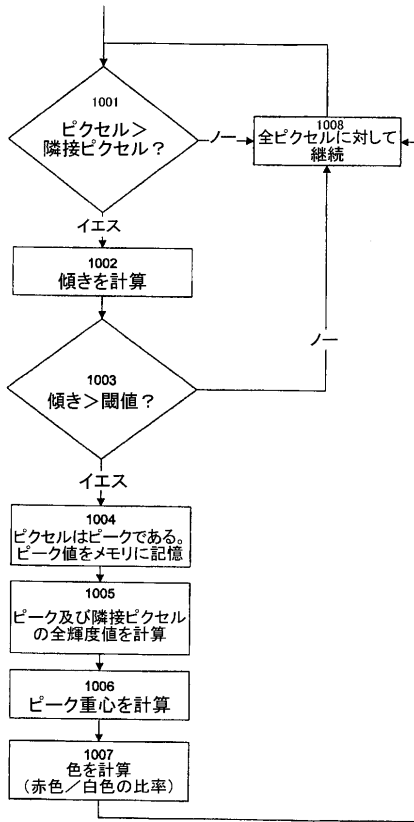 1001
ピクセル＞
隣接ピクセル？
ノー
1008
全ピクセルに対して
継続
イエス
1002
傾きを計算
1003
傾き＞閾値？
ノー
イエス
1004
ピクセルはピークである。
ピーク値をメモリに記憶
1005
ピーク及び隣接ピクセル
の全輝度値を計算
1006
ピーク重心を計算
1007
色を計算
（赤色／白色の比率）